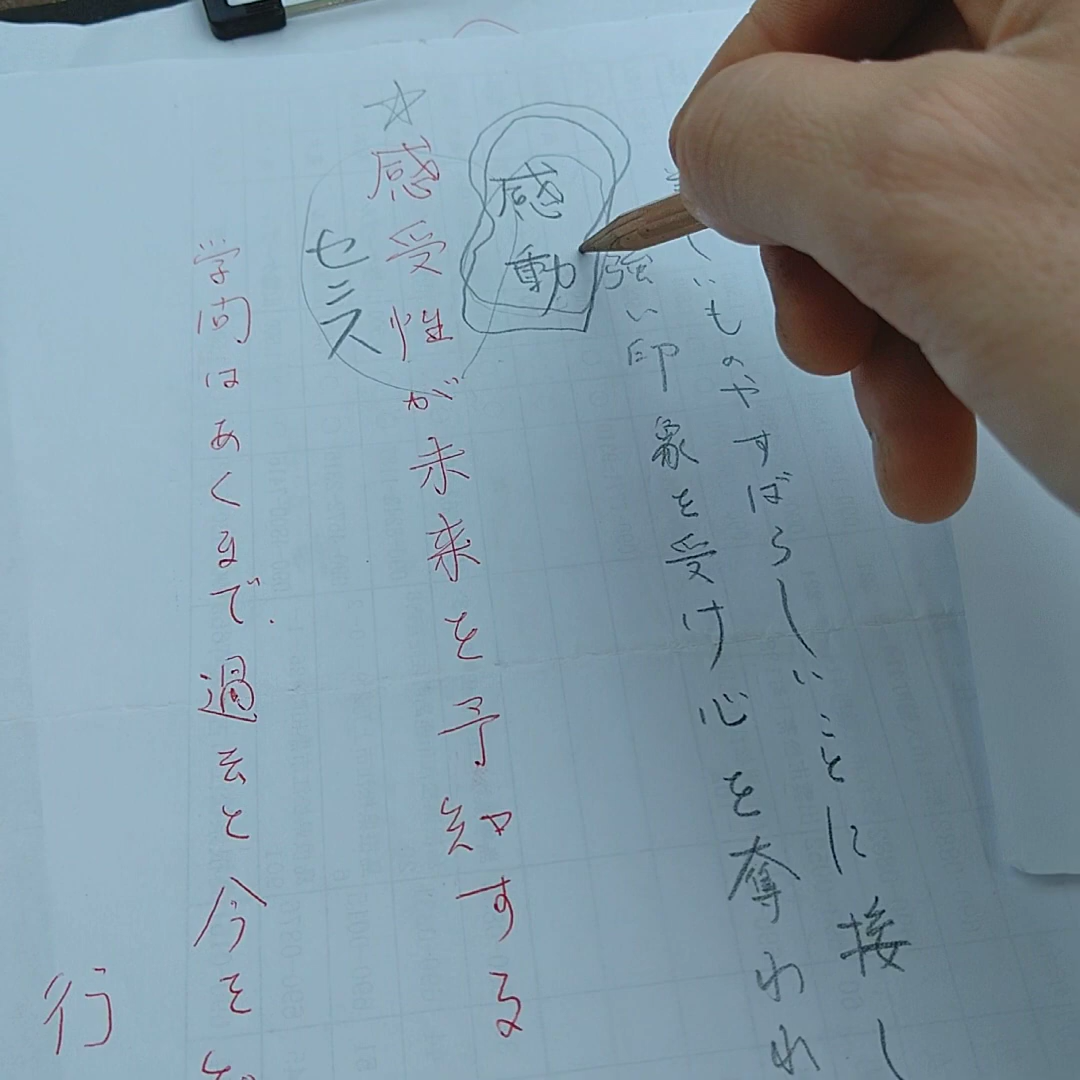 しいものやすばらしいことに接し
強い印象を受け心を奪われ
感動
☆感受性が未来を予知する
センス
学問はあくまで過去と今を
行